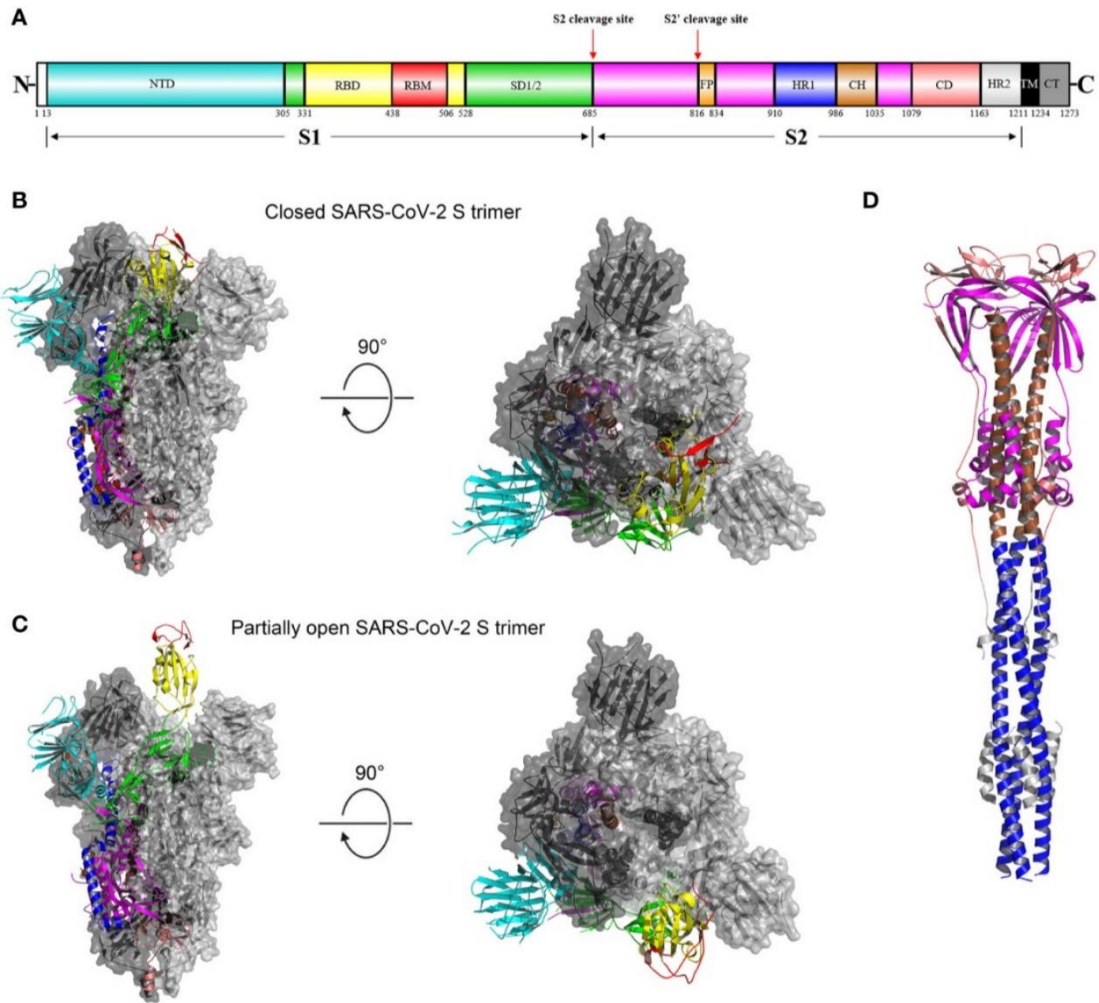 A
S2 cleavage site S2' cleavage site
N NTD RBD RBM SD1/2 FP HR1 CH CD HR2 TM CT C
1 13 305 331 438 506 528 685 816 834 910 986 1035 1079 1163 1211 1234 1273
S1 S2
B
Closed SARS-CoV-2 S trimer
90°
C
Partially open SARS-CoV-2 S trimer
90°
D